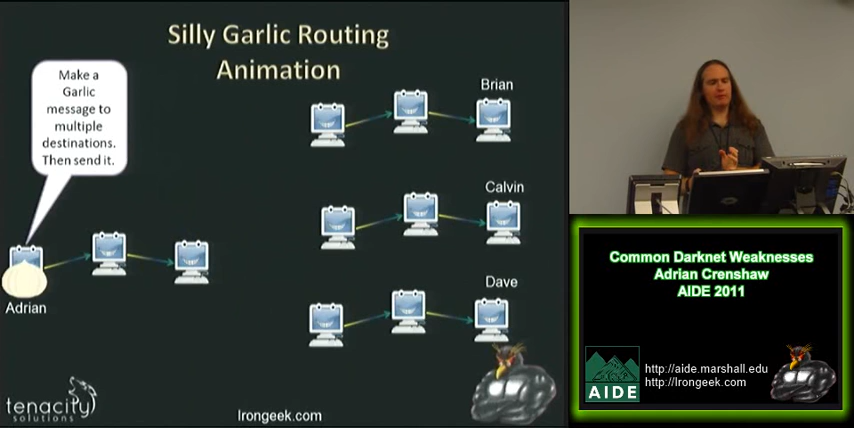 Silly Garlic Routing
Animation
Make a
Garlic
message to
multiple
destinations.
Then send it.
Brian
Calvin
Dave
Adrian
tenacity
solutions
Irongeek.com
Common Darknet Weaknesses
Adrian Crenshaw
AIDE 2011
AIDE
http://aide.marshall.edu
http://Irongeek.com